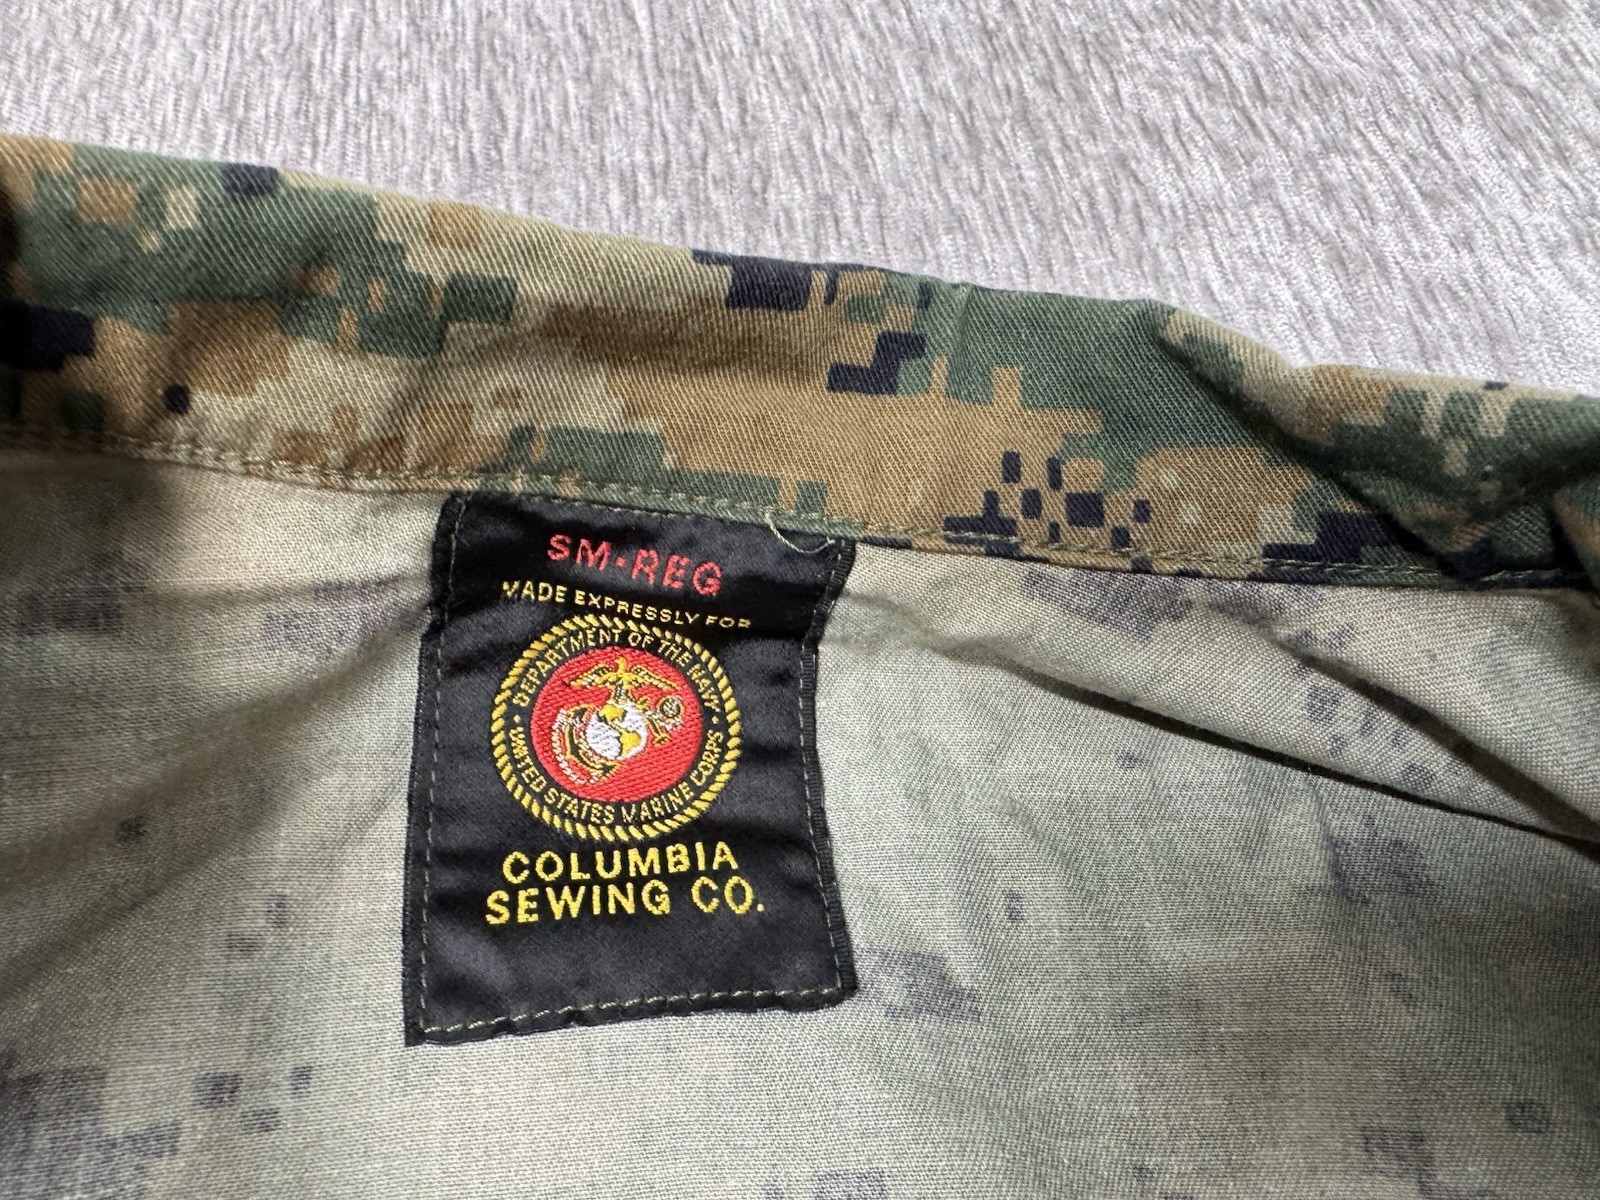 SM-REG
MADE EXPRESSLY FOR
DEPARTMENT OF THE NAVY
UNITED STATES MARINE CORPS
COLUMBIA
SEWING CO.